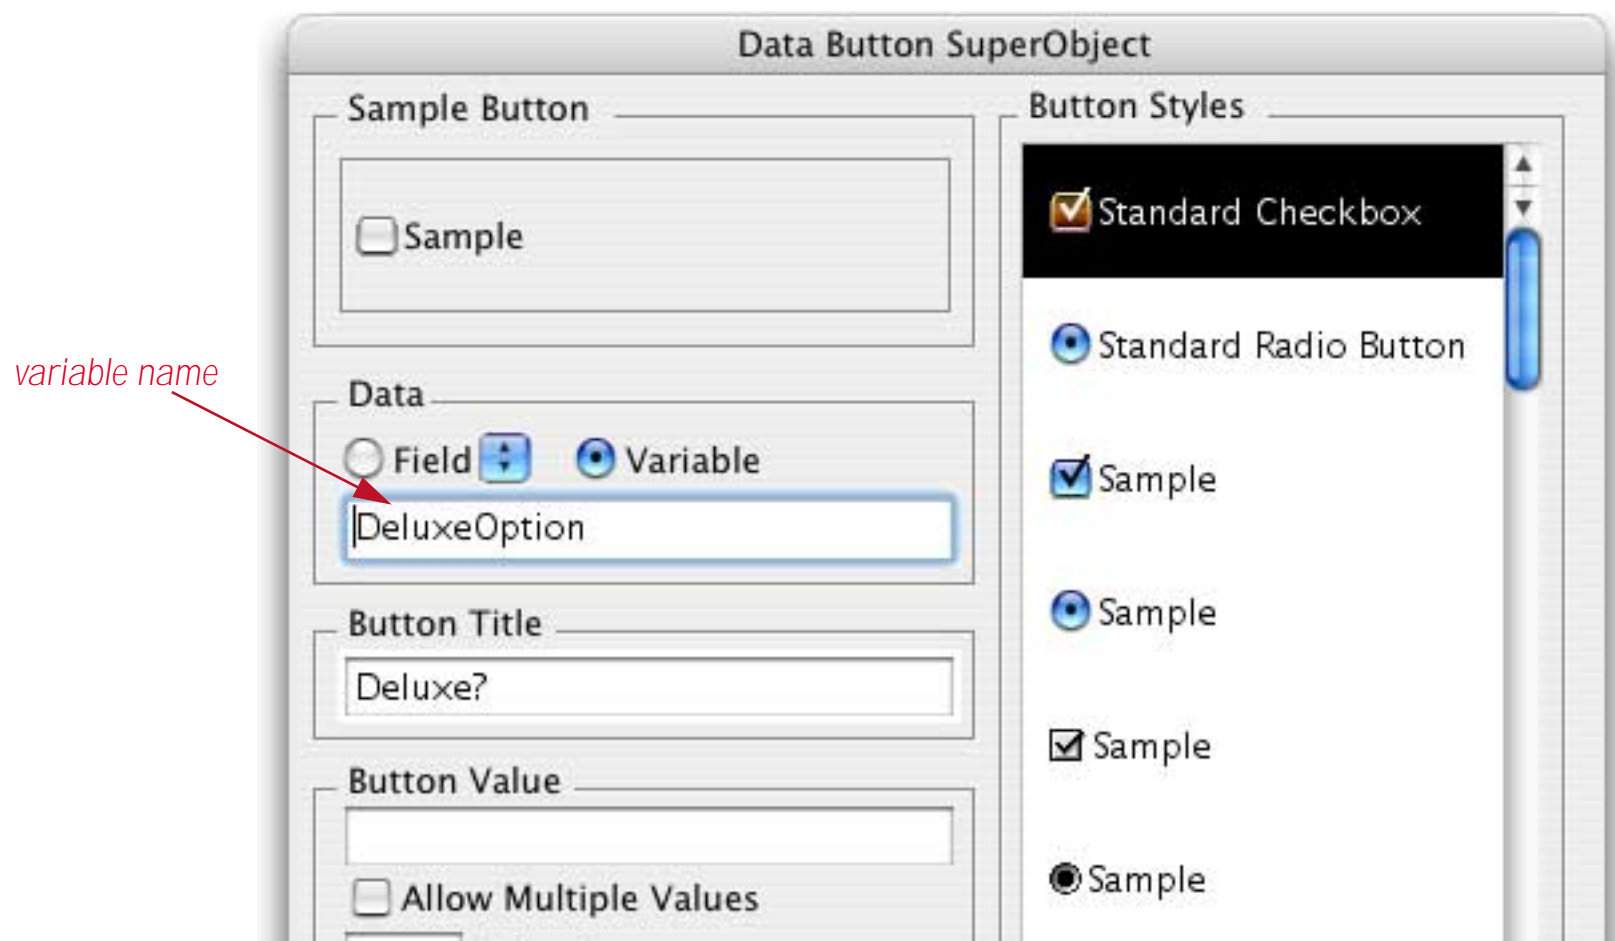 Data Button SuperObject
Sample Button
Sample
variable name
Data
Field
Variable
DeluxeOption
Button Title
Deluxe?
Button Value
Allow Multiple Values
Button Styles
Standard Checkbox
Standard Radio Button
Sample
Sample
Sample
Sample